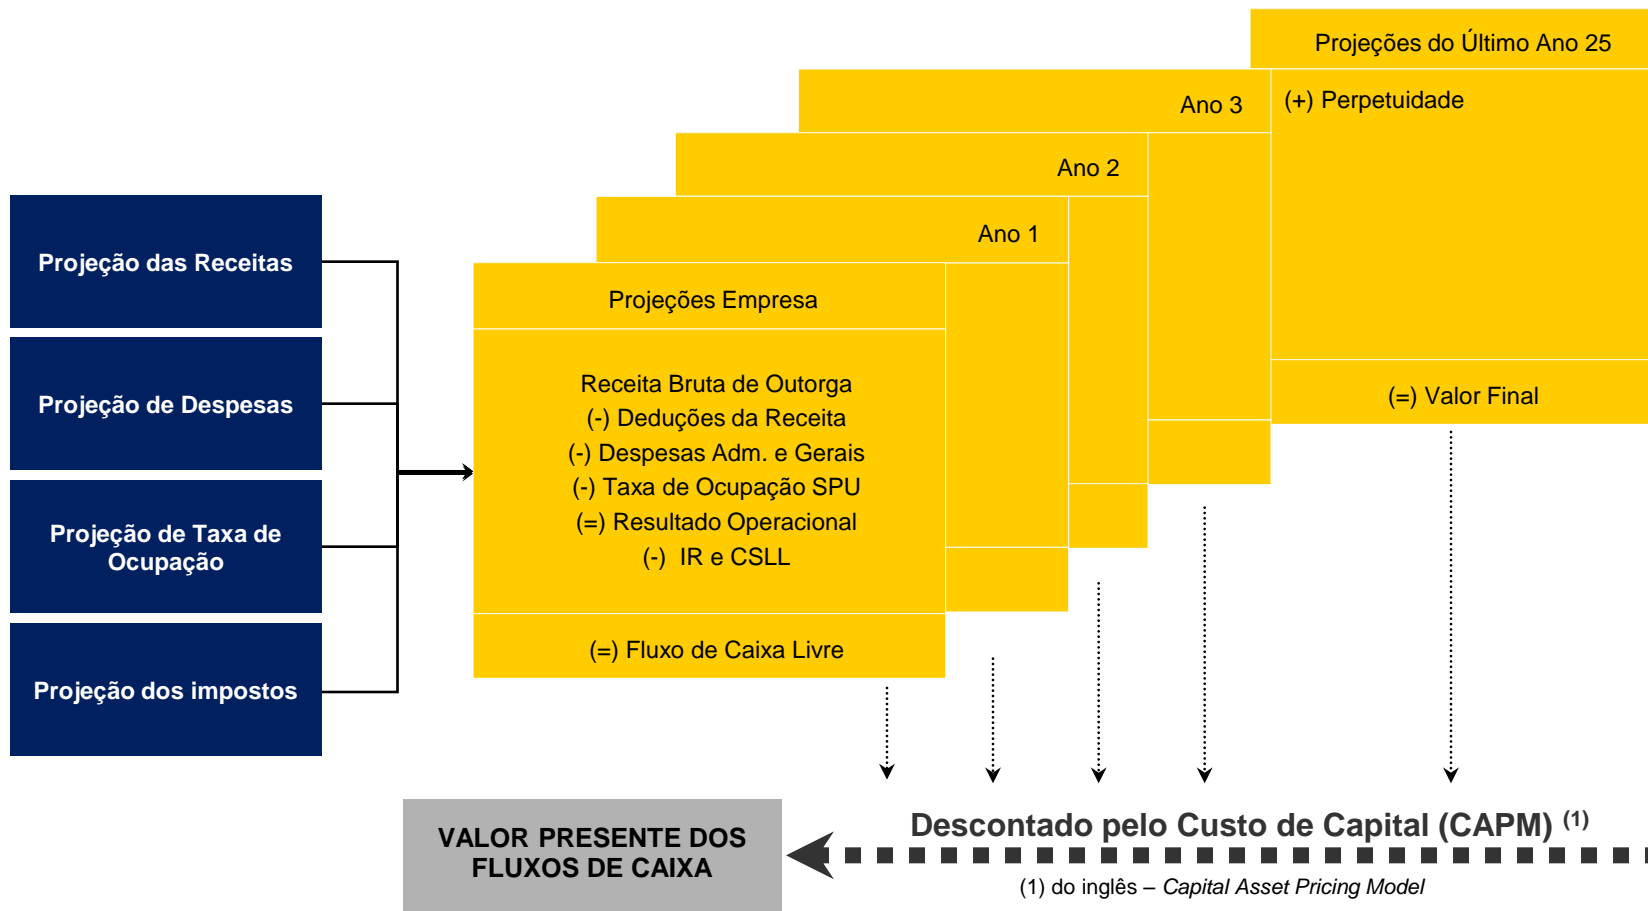 Projeções do Último Ano 25
(+) Perpetuidade
(=) Valor Final
Ano 3
Ano 2
Ano 1
Projeções Empresa
Receita Bruta de Outorga
(-) Deduções da Receita
(-) Despesas Adm. e Gerais
(-) Taxa de Ocupação SPU
(=) Resultado Operacional
(-) IR e CSLL
(=) Fluxo de Caixa Livre
Projeção das Receitas
Projeção de Despesas
Projeção de Taxa de
Ocupação
Projeção dos impostos
VALOR PRESENTE DOS
FLUXOS DE CAIXA
Descontado pelo Custo de Capital (CAPM) (1)
(1) do inglês – Capital Asset Pricing Model